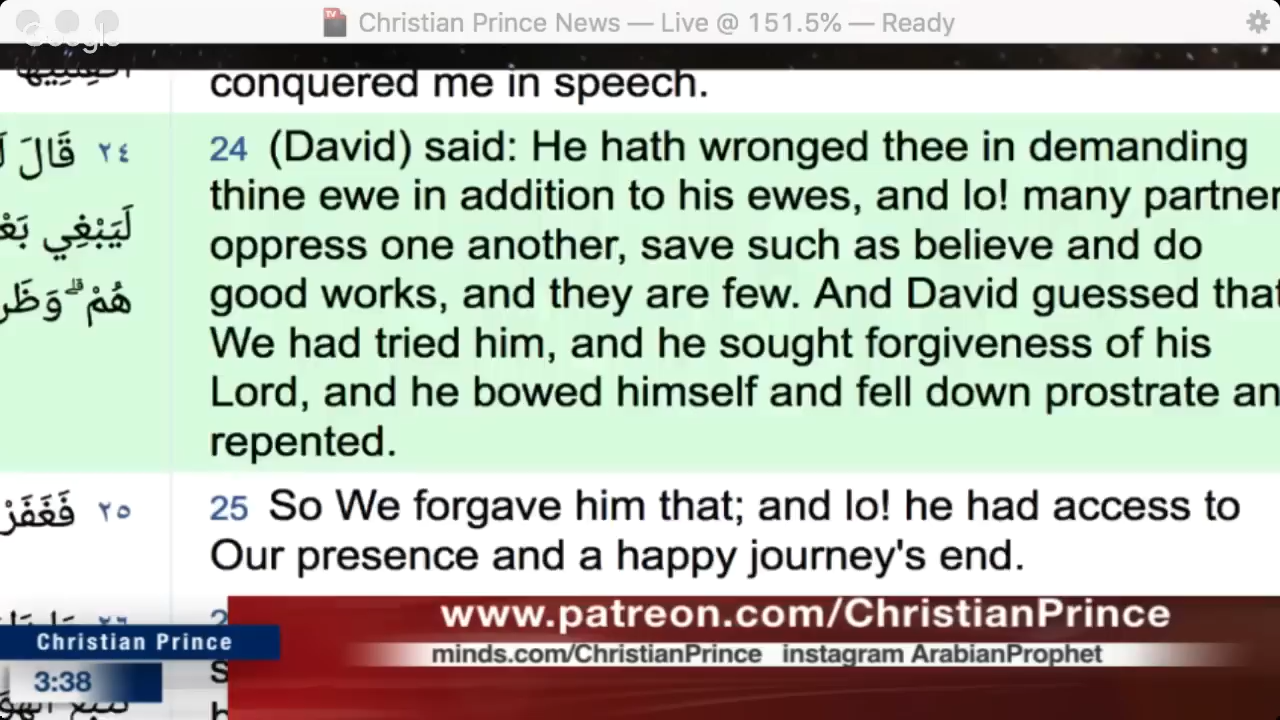 Christian Prince News — Live @ 151.5% — Ready
Google
conquered me in speech.
٢٤ قَالَ
24 (David) said: He hath wronged thee in demanding
thine ewe in addition to his ewes, and lo! many partner
لَيَبْغِي
oppress one another, save such as believe and do
good works, and they are few. And David guessed that
هُمْ ۗ
We had tried him, and he sought forgiveness of his
Lord, and he bowed himself and fell down prostrate an
repented.
٢٥
25 So We forgave him that; and lo! he had access to
Our presence and a happy journey's end.
www.patreon.com/ChristianPrince
Christian Prince
minds.com/ChristianPrince instagram ArabianProphet
3:38